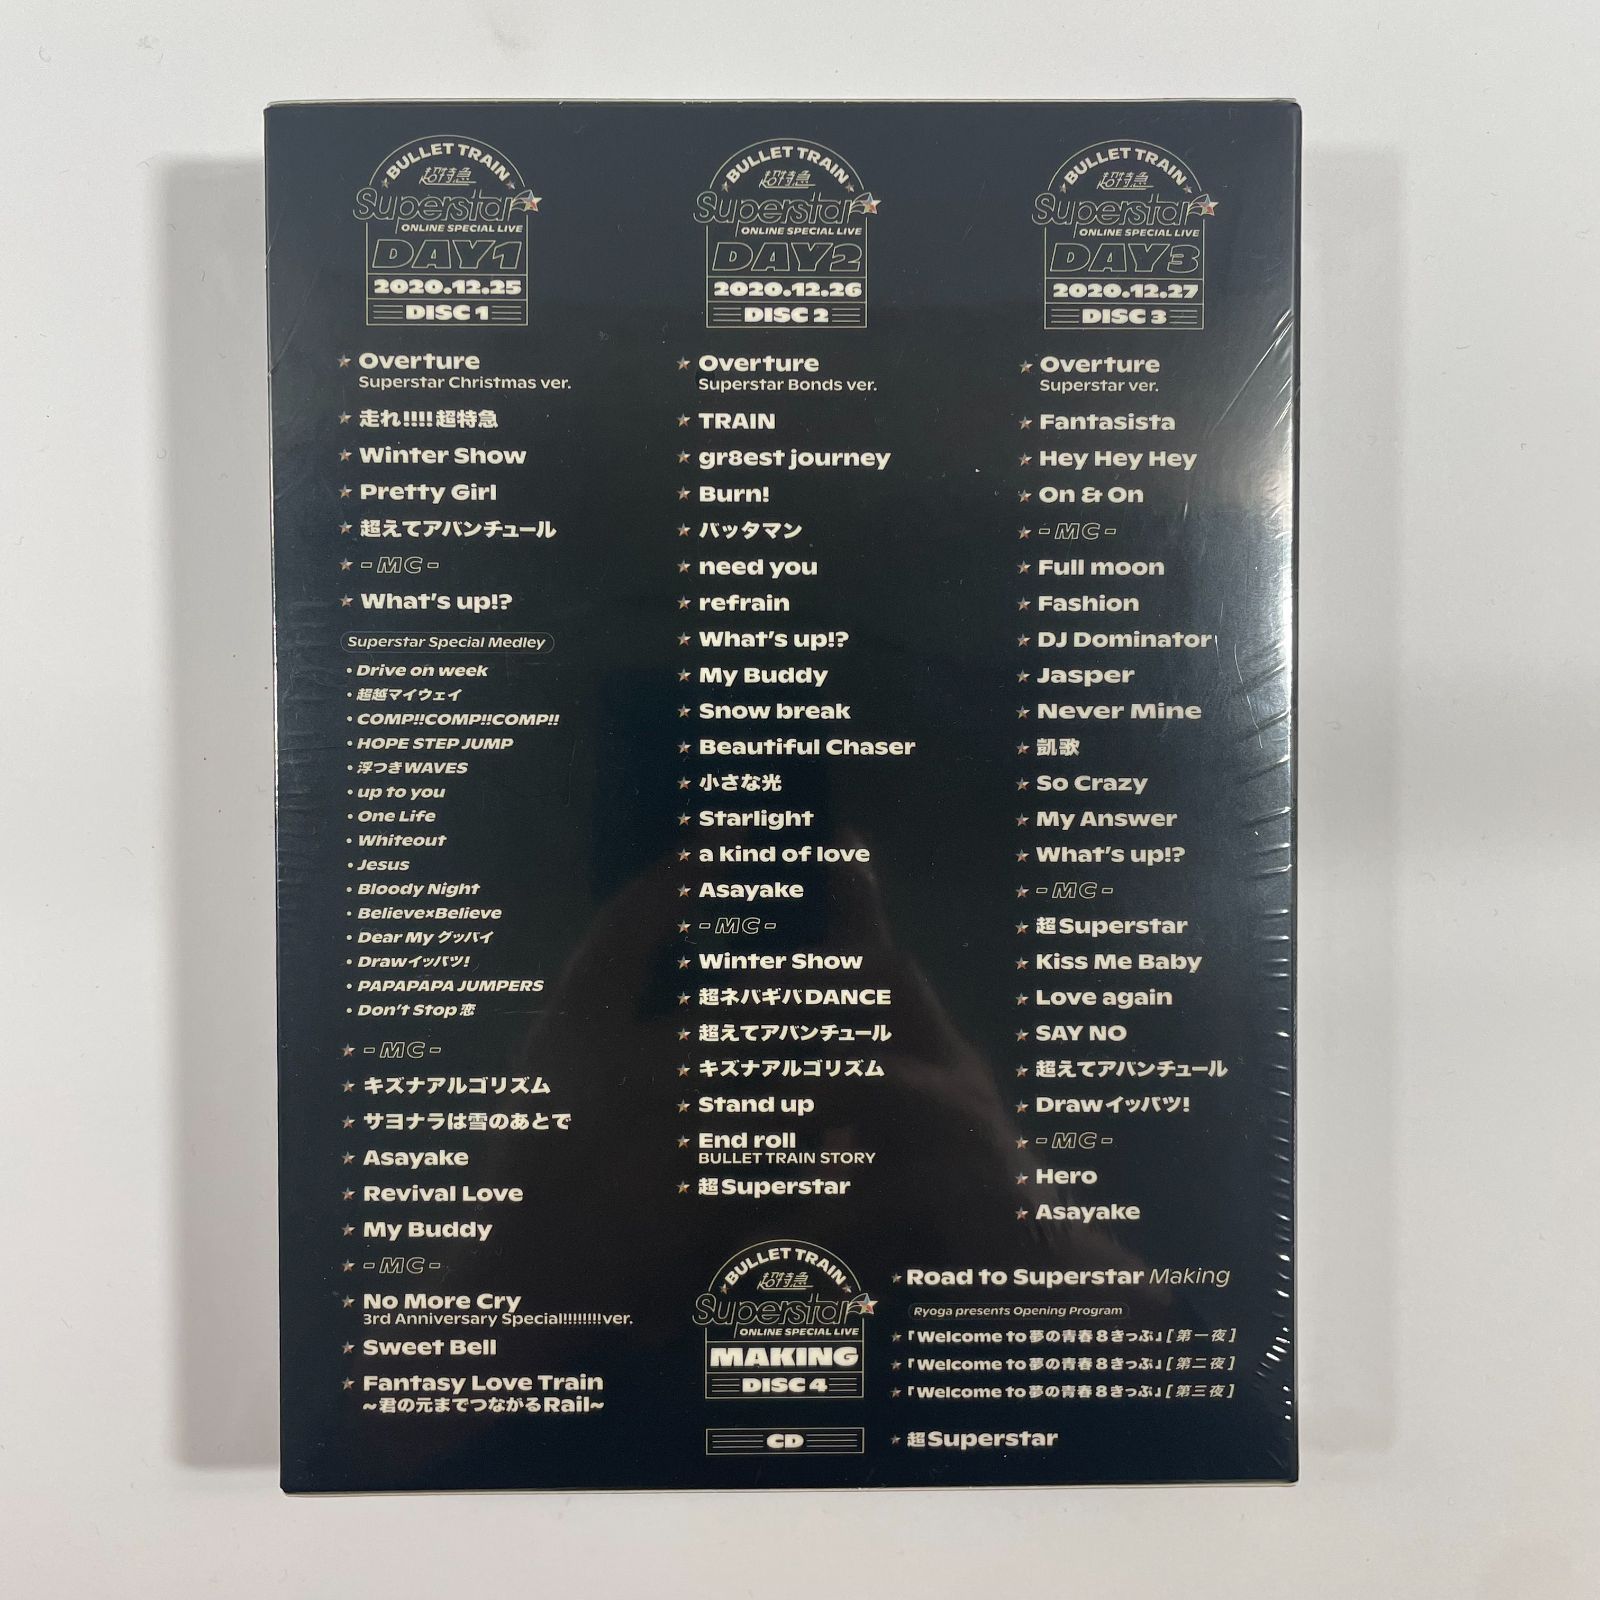 BULLET TRAIN
超特急
Superstar
ONLINE SPECIAL LIVE
DAY1
2020.12.25
DISC 1
Overture
Superstar Christmas ver.
走れ!!!!超特急
Winter Show
Pretty Girl
超えてアバンチュール
-MC-
What's up!?
Superstar Special Medley
• Drive on week
• 超越マイウェイ
• COMP!!COMP!!COMP!!
• HOPE STEP JUMP
• 浮つきWAVES
• up to you
• One Life
• Whiteout
• Jesus
• Bloody Night
• Believe×Believe
• Dear My グッバイ
• Drawイッパツ!
• PAPAPAPA JUMPERS
• Don't Stop 恋
-MC-
キズナアルゴリズム
サヨナラは雪のあとで
Asayake
Revival Love
My Buddy
-MC-
No More Cry
3rd Anniversary Special!!!!!!!!ver.
Sweet Bell
Fantasy Love Train
~君の元までつながるRail~
BULLET TRAIN
超特急
Superstar
ONLINE SPECIAL LIVE
DAY2
2020.12.26
DISC 2
Overture
Superstar Bonds ver.
TRAIN
gr8est journey
Burn!
バッタマン
need you
refrain
What's up!?
My Buddy
Snow break
Beautiful Chaser
小さな光
Starlight
a kind of love
Asayake
-MC-
Winter Show
超ネバギバDANCE
超えてアバンチュール
キズナアルゴリズム
Stand up
End roll
BULLET TRAIN STORY
超Superstar
BULLET TRAIN
超特急
Superstar
ONLINE SPECIAL LIVE
DAY3
2020.12.27
DISC 3
Overture
Superstar ver.
Fantasista
Hey Hey Hey
On & On
-MC-
Full moon
Fashion
DJ Dominator
Jasper
Never Mine
凱歌
So Crazy
My Answer
What's up!?
-MC-
超Superstar
Kiss Me Baby
Love again
SAY NO
超えてアバンチュール
Drawイッパツ!
-MC-
Hero
Asayake
BULLET TRAIN
超特急
Superstar
ONLINE SPECIAL LIVE
MAKING
DISC 4
Road to Superstar Making
Ryoga presents Opening Program
「Welcome to 夢の青春8きっぷ」[第一夜]
「Welcome to 夢の青春8きっぷ」[第二夜]
「Welcome to 夢の青春8きっぷ」[第三夜]
CD
超Superstar